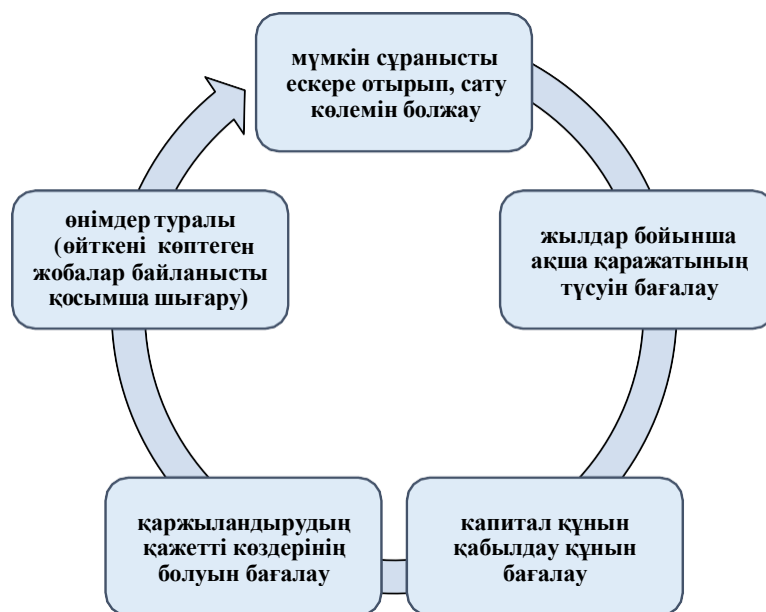 мүмкін сұранысты
ескере отырып, сату
көлемін болжау
жылдар бойынша
ақша қаражатының
түсуін бағалау
капитал құнын
қабылдау құнын
бағалау
қаржыландырудың
қажетті көздерінің
болуын бағалау
өнімдер туралы
(өйткені көптеген
жобалар байланысты
қосымша шығару)